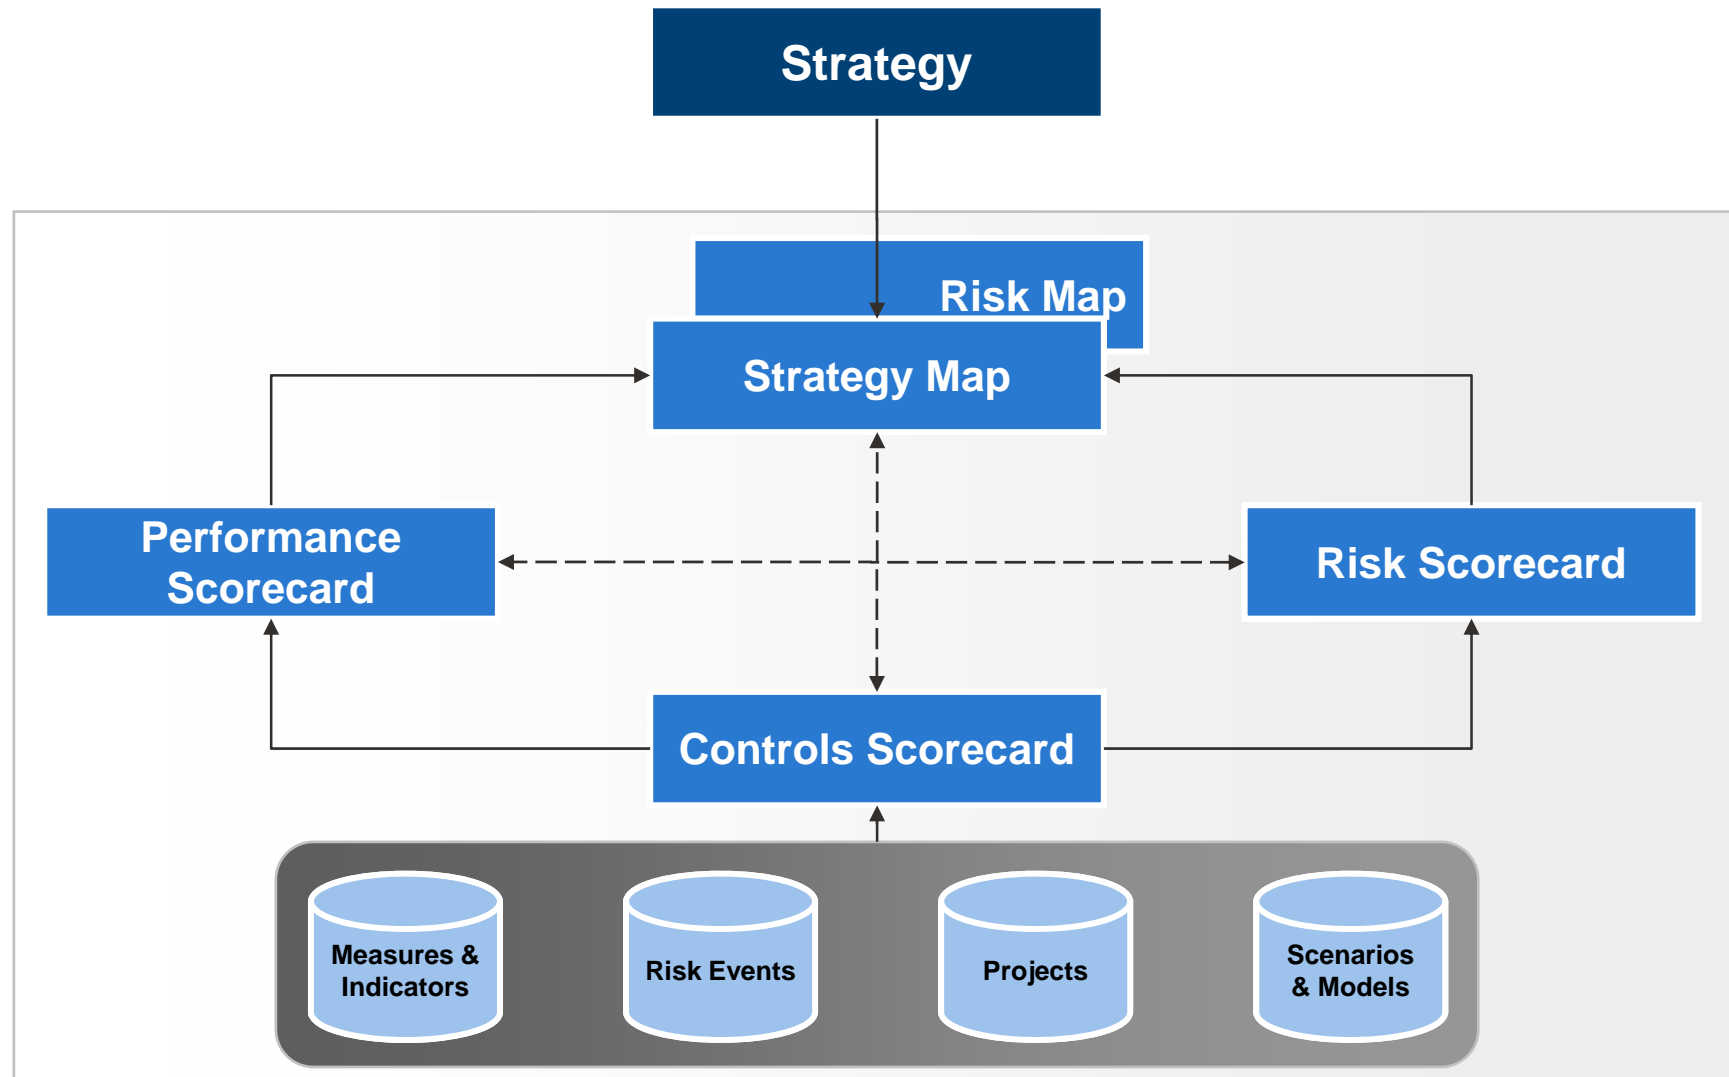 Strategy
Risk Map
Strategy Map
Performance
Scorecard
Risk Scorecard
Controls Scorecard
Measures &
Indicators
Risk Events
Projects
Scenarios
& Models